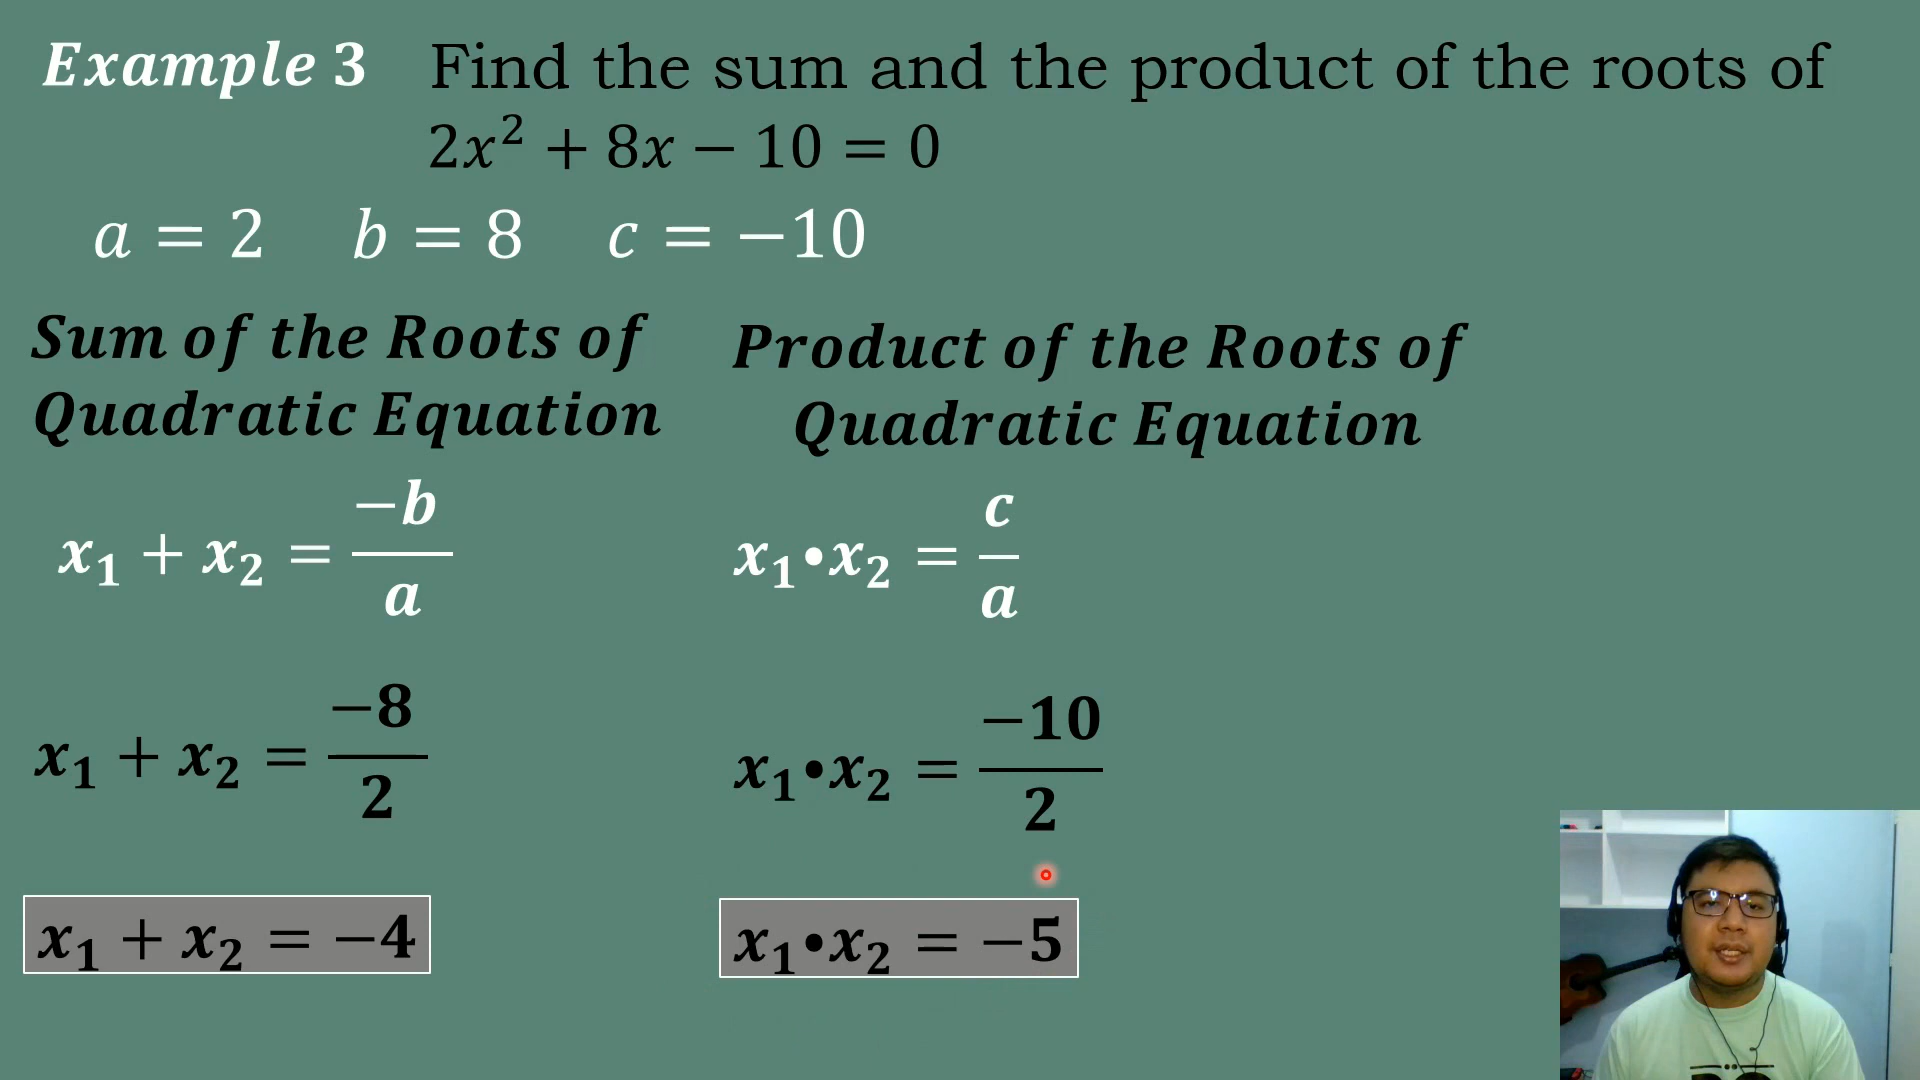 Example 3
Find the sum and the product of the roots of
2x² + 8x − 10 = 0
a = 2 b = 8 c = −10
Sum of the Roots of
Quadratic Equation
x₁ + x₂ = −b/a
x₁ + x₂ = −8/2
x₁ + x₂ = −4
Product of the Roots of
Quadratic Equation
x₁•x₂ = c/a
x₁•x₂ = −10/2
x₁•x₂ = −5